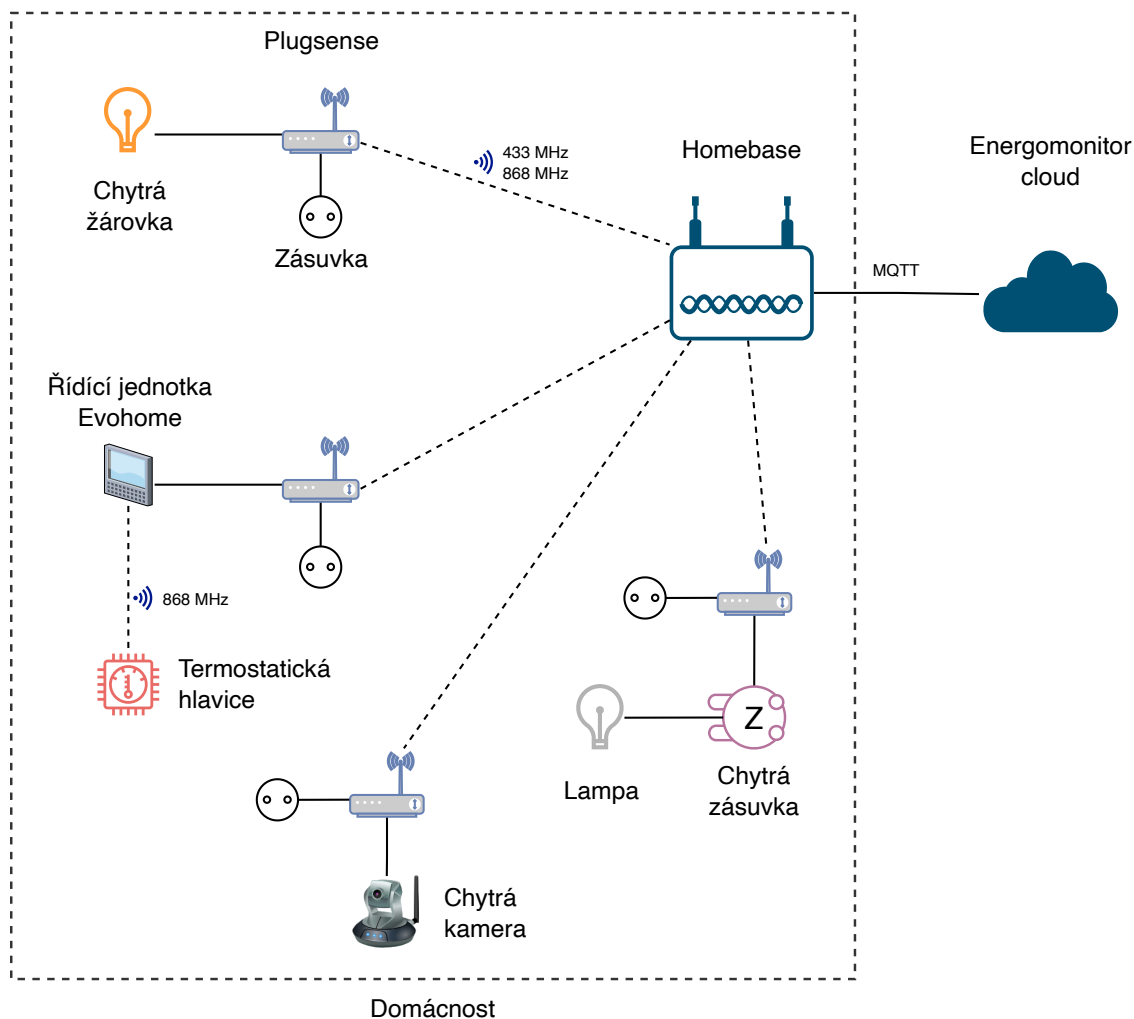 Plugsense
433 MHz
868 MHz
Homebase
Energomonitor
cloud
Chytrá
žárovka
Zásuvka
MQTT
Řídící jednotka
Evohome
868 MHz
Termostatická
hlavice
Z
Lampa
Chytrá
zásuvka
Chytrá
kamera
Domácnost